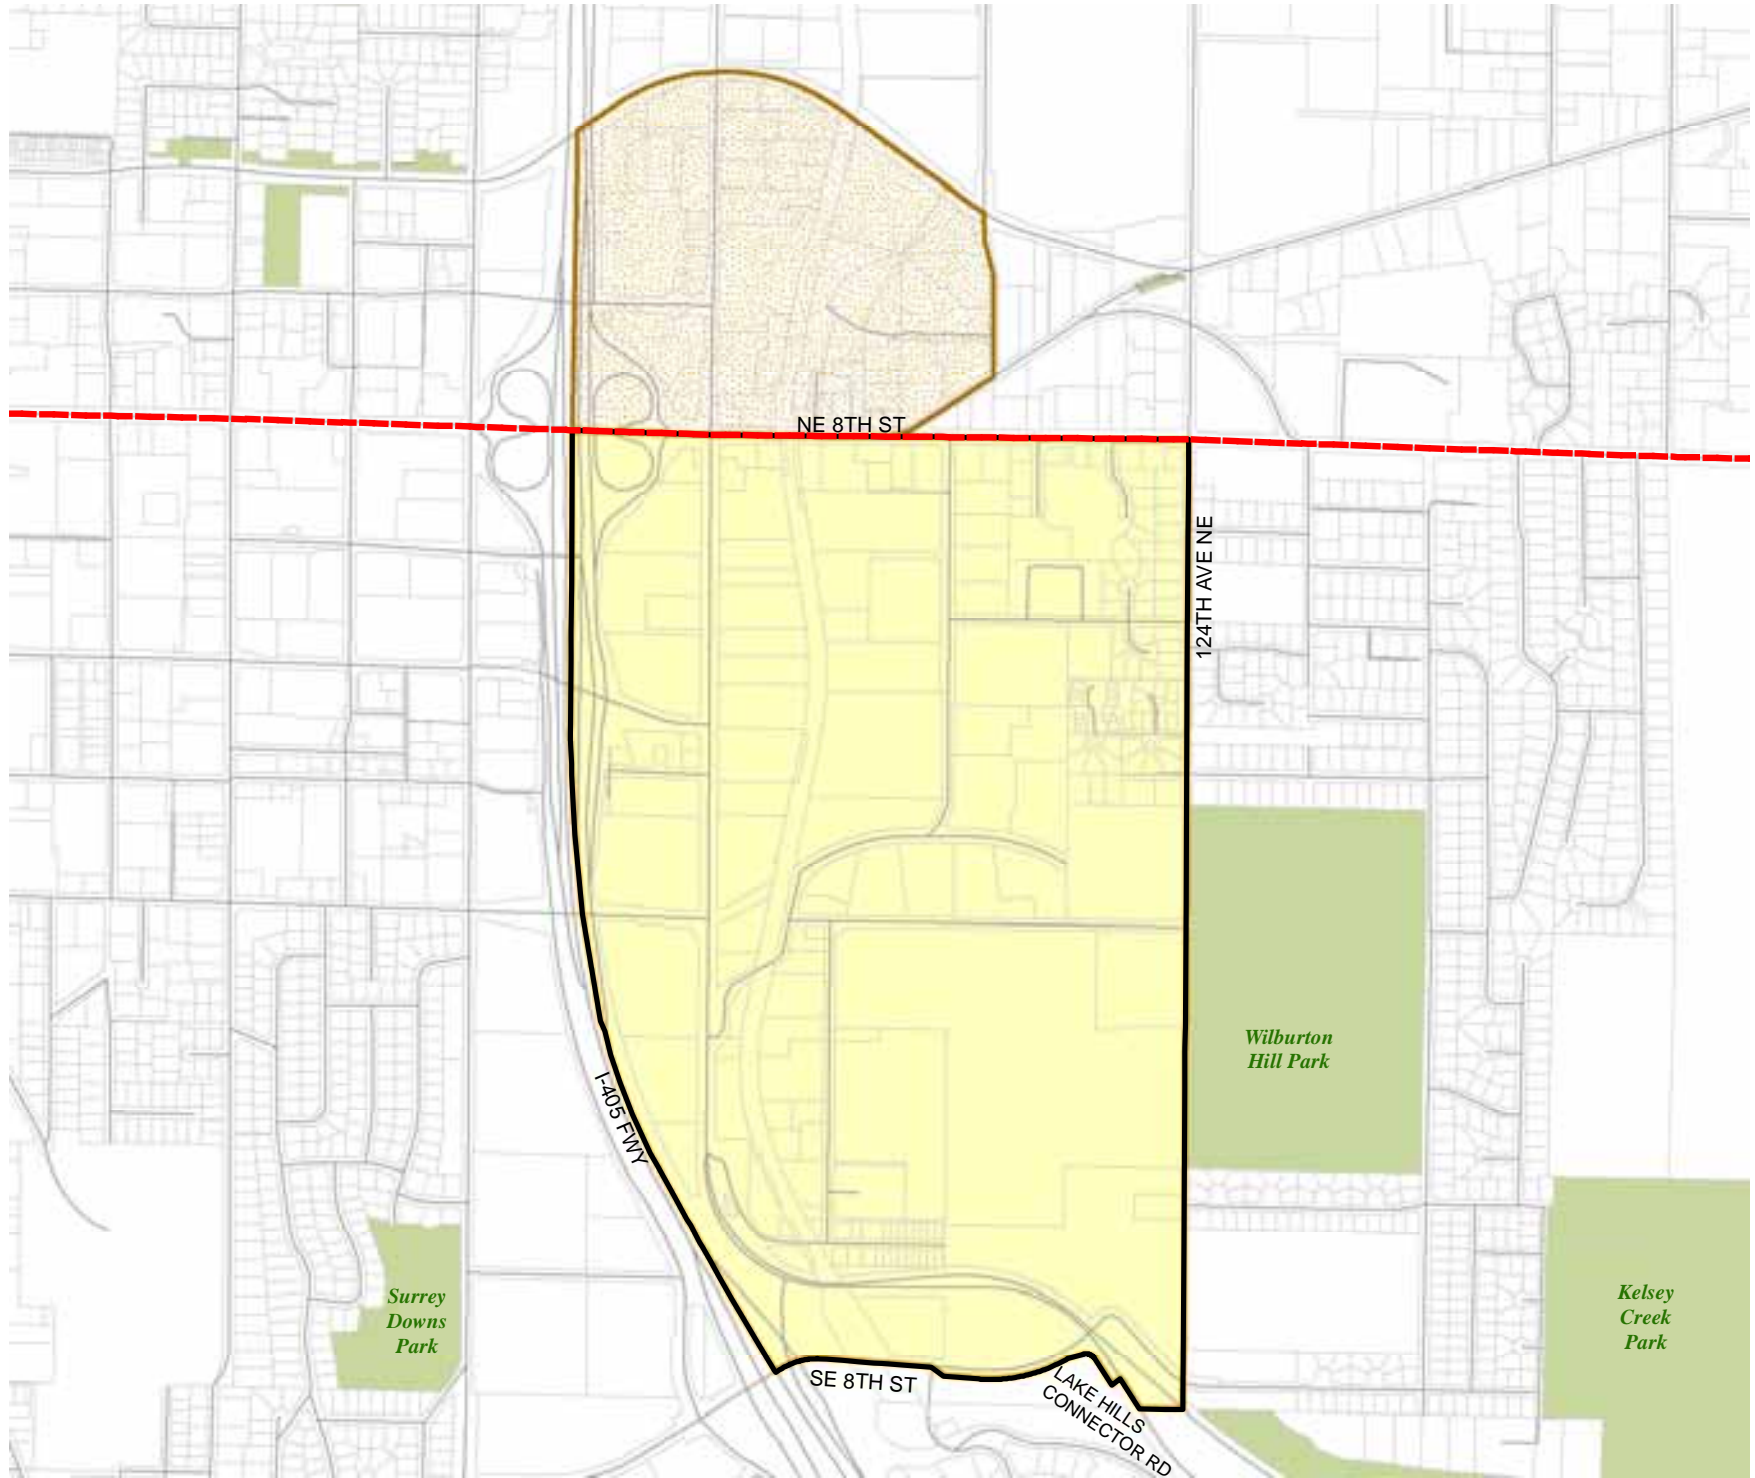 NE 8TH ST
124TH AVE NE
Wilburton
Hill Park
I-405 FWY
Surrey
Downs
Park
Kelsey
Creek
Park
SE 8TH ST
LAKE HILLS
CONNECTOR RD